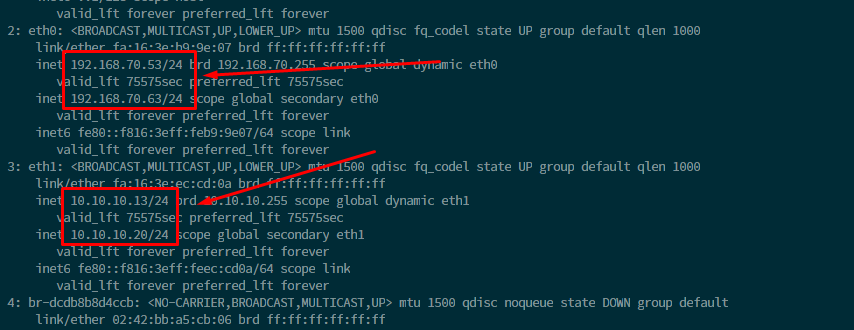 valid_lft forever preferred_lft forever
2: eth0: <BROADCAST,MULTICAST,UP,LOWER_UP> mtu 1500 qdisc fq_codel state UP group default qlen 1000
link/ether fa:16:3e:b9:9e:07 brd ff:ff:ff:ff:ff:ff
inet 192.168.70.53/24 brd 192.168.70.255 scope global dynamic eth0
valid_lft 75575sec preferred_lft 75575sec
inet 192.168.70.63/24 scope global secondary eth0
valid_lft forever preferred_lft forever
inet6 fe80::f816:3eff:feb9:9e07/64 scope link
valid_lft forever preferred_lft forever
3: eth1: <BROADCAST,MULTICAST,UP,LOWER_UP> mtu 1500 qdisc fq_codel state UP group default qlen 1000
link/ether fa:16:3e:ec:cd:0a brd ff:ff:ff:ff:ff:ff
inet 10.10.10.13/24 brd 10.10.10.255 scope global dynamic eth1
valid_lft 75575sec preferred_lft 75575sec
inet 10.10.10.20/24 scope global secondary eth1
valid_lft forever preferred_lft forever
inet6 fe80::f816:3eff:feec:cd0a/64 scope link
valid_lft forever preferred_lft forever
4: br-dcdb8b8d4ccb: <NO-CARRIER,BROADCAST,MULTICAST,UP> mtu 1500 qdisc noqueue state DOWN group default
link/ether 02:42:bb:a5:cb:06 brd ff:ff:ff:ff:ff:ff